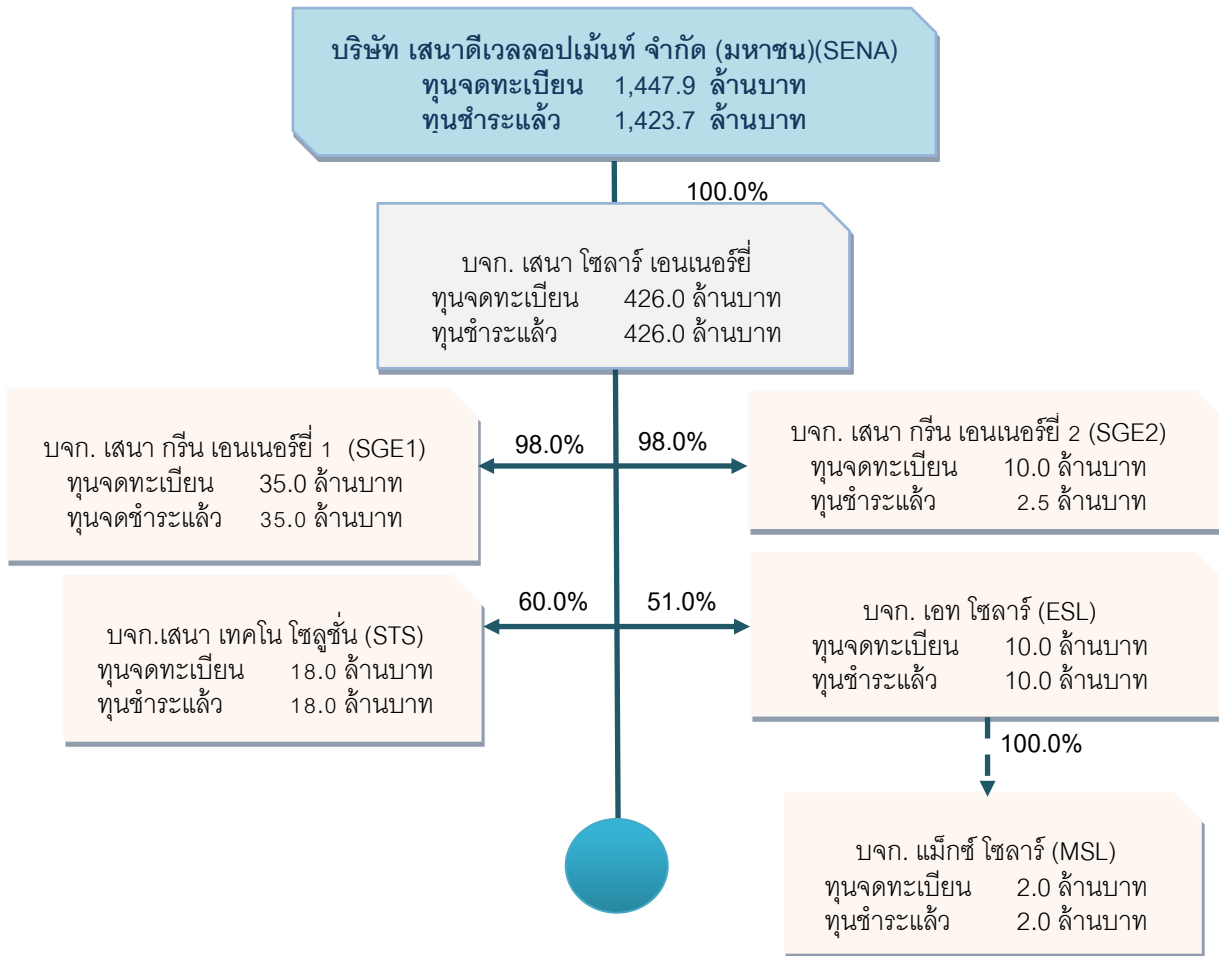 บริษัท เสนาดีเวลลอปเม้นท์ จำกัด (มหาชน)(SENA)
ทุนจดทะเบียน 1,447.9 ล้านบาท
ทุนชำระแล้ว 1,423.7 ล้านบาท
100.0%
บจก. เสนา โซลาร์ เอนเนอร์ยี่
ทุนจดทะเบียน 426.0 ล้านบาท
ทุนชำระแล้ว 426.0 ล้านบาท
บจก. เสนา กรีน เอนเนอร์ยี่ 1 (SGE1)
ทุนจดทะเบียน 35.0 ล้านบาท
ทุนจดชำระแล้ว 35.0 ล้านบาท
98.0%
98.0%
บจก. เสนา กรีน เอนเนอร์ยี่ 2 (SGE2)
ทุนจดทะเบียน 10.0 ล้านบาท
ทุนชำระแล้ว 2.5 ล้านบาท
บจก.เสนา เทคโน โซลูชั่น (STS)
ทุนจดทะเบียน 18.0 ล้านบาท
ทุนชำระแล้ว 18.0 ล้านบาท
60.0%
51.0%
บจก. เอท โซลาร์ (ESL)
ทุนจดทะเบียน 10.0 ล้านบาท
ทุนชำระแล้ว 10.0 ล้านบาท
100.0%
บจก. แม็กซ์ โซลาร์ (MSL)
ทุนจดทะเบียน 2.0 ล้านบาท
ทุนชำระแล้ว 2.0 ล้านบาท